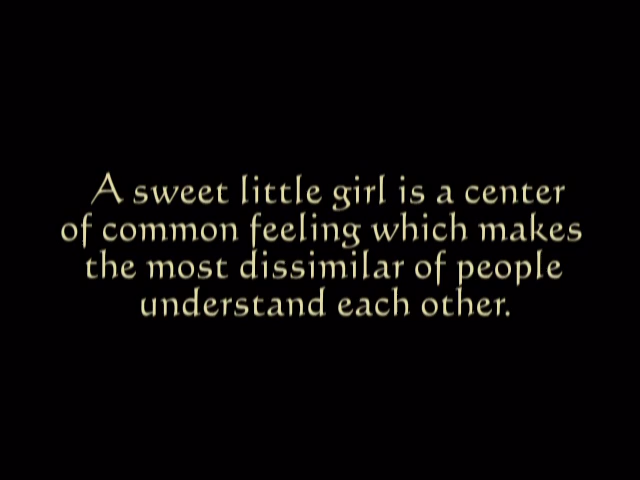 A sweet little girl is a center
of common feeling which makes
the most dissimilar of people
understand each other.